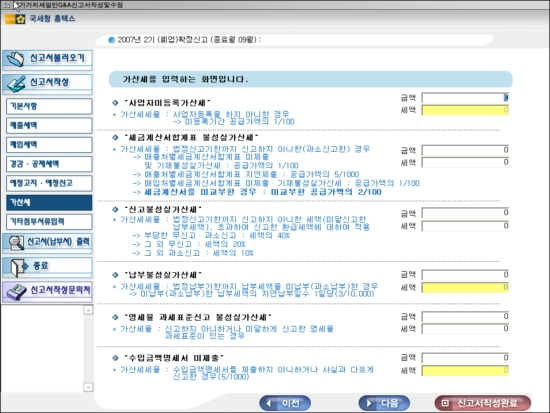 가가치세일반Q&A신고서작성및수정
국세청 홈택스
2007년 2기 (폐업)확정신고 (종료월 09월) :
신고서불러오기
신고서작성
기본사항
매출세액
매입세액
경감 · 공제세액
예정고지 · 예정신고
가산세
기타첨부서류입력
신고서(납부서) 출력
종료
신고서작성문의처
가산세를 입력하는 화면입니다.
"사업자미등록가산세"
* 가산세율 : 사업자등록을 하지 아니한 경우
-> 미등록기간 공급가액의 1/100
금액
세액 0
"세금계산서합계표 불성실가산세"
* 가산세율 : 법정신고기한까지 신고하지 아니한(과소신고한) 경우
-> 매출처별세금계산서합계표 미제출
및 기재불성실가산세 : 공급가액의 1/100
-> 매출처별세금계산서합계표 지연제출 : 공급가액의 5/1000
-> 매입처별세금계산서합계표 미제출 · 기재불성실가산세 : 공급가액의 1/100
-> 세금계산서를 미교부한 경우 : 미교부한 공급가액의 2/100
금액 0
세액 0
"신고불성실가산세"
* 가산세율 : 법정신고기한까지 신고하지 아니한 세액(미달신고한
납부세액), 초과하여 신고한 환급세액에 대하여 적용
-> 부당한 무신고 · 과소신고 : 세액의 40%
-> 그 외 무신고 : 세액의 20%
-> 그 외 과소신고 : 세액의 10%
금액 0
세액 0
"납부불성실가산세"
* 가산세율 : 법정납부기한까지 납부세액을 미납부(과소납부)한 경우
-> 미납부(과소납부)한 납부세액의 지연납부일수 1일당(3/10,000)
금액 0
세액 0
"영세율 과세표준신고 불성실가산세"
* 가산세율 : 신고하지 아니하거나 미달하게 신고한 영세율
과세표준이 있는 경우
금액 0
세액 0
"수입금액명세서 미제출"
* 가산세세율 : 수입금액명세서를 제출하지 아니하거나 사실과 다르게
신고한 경우(5/1000)
금액 0
세액 0
이전
다음
신고서작성완료